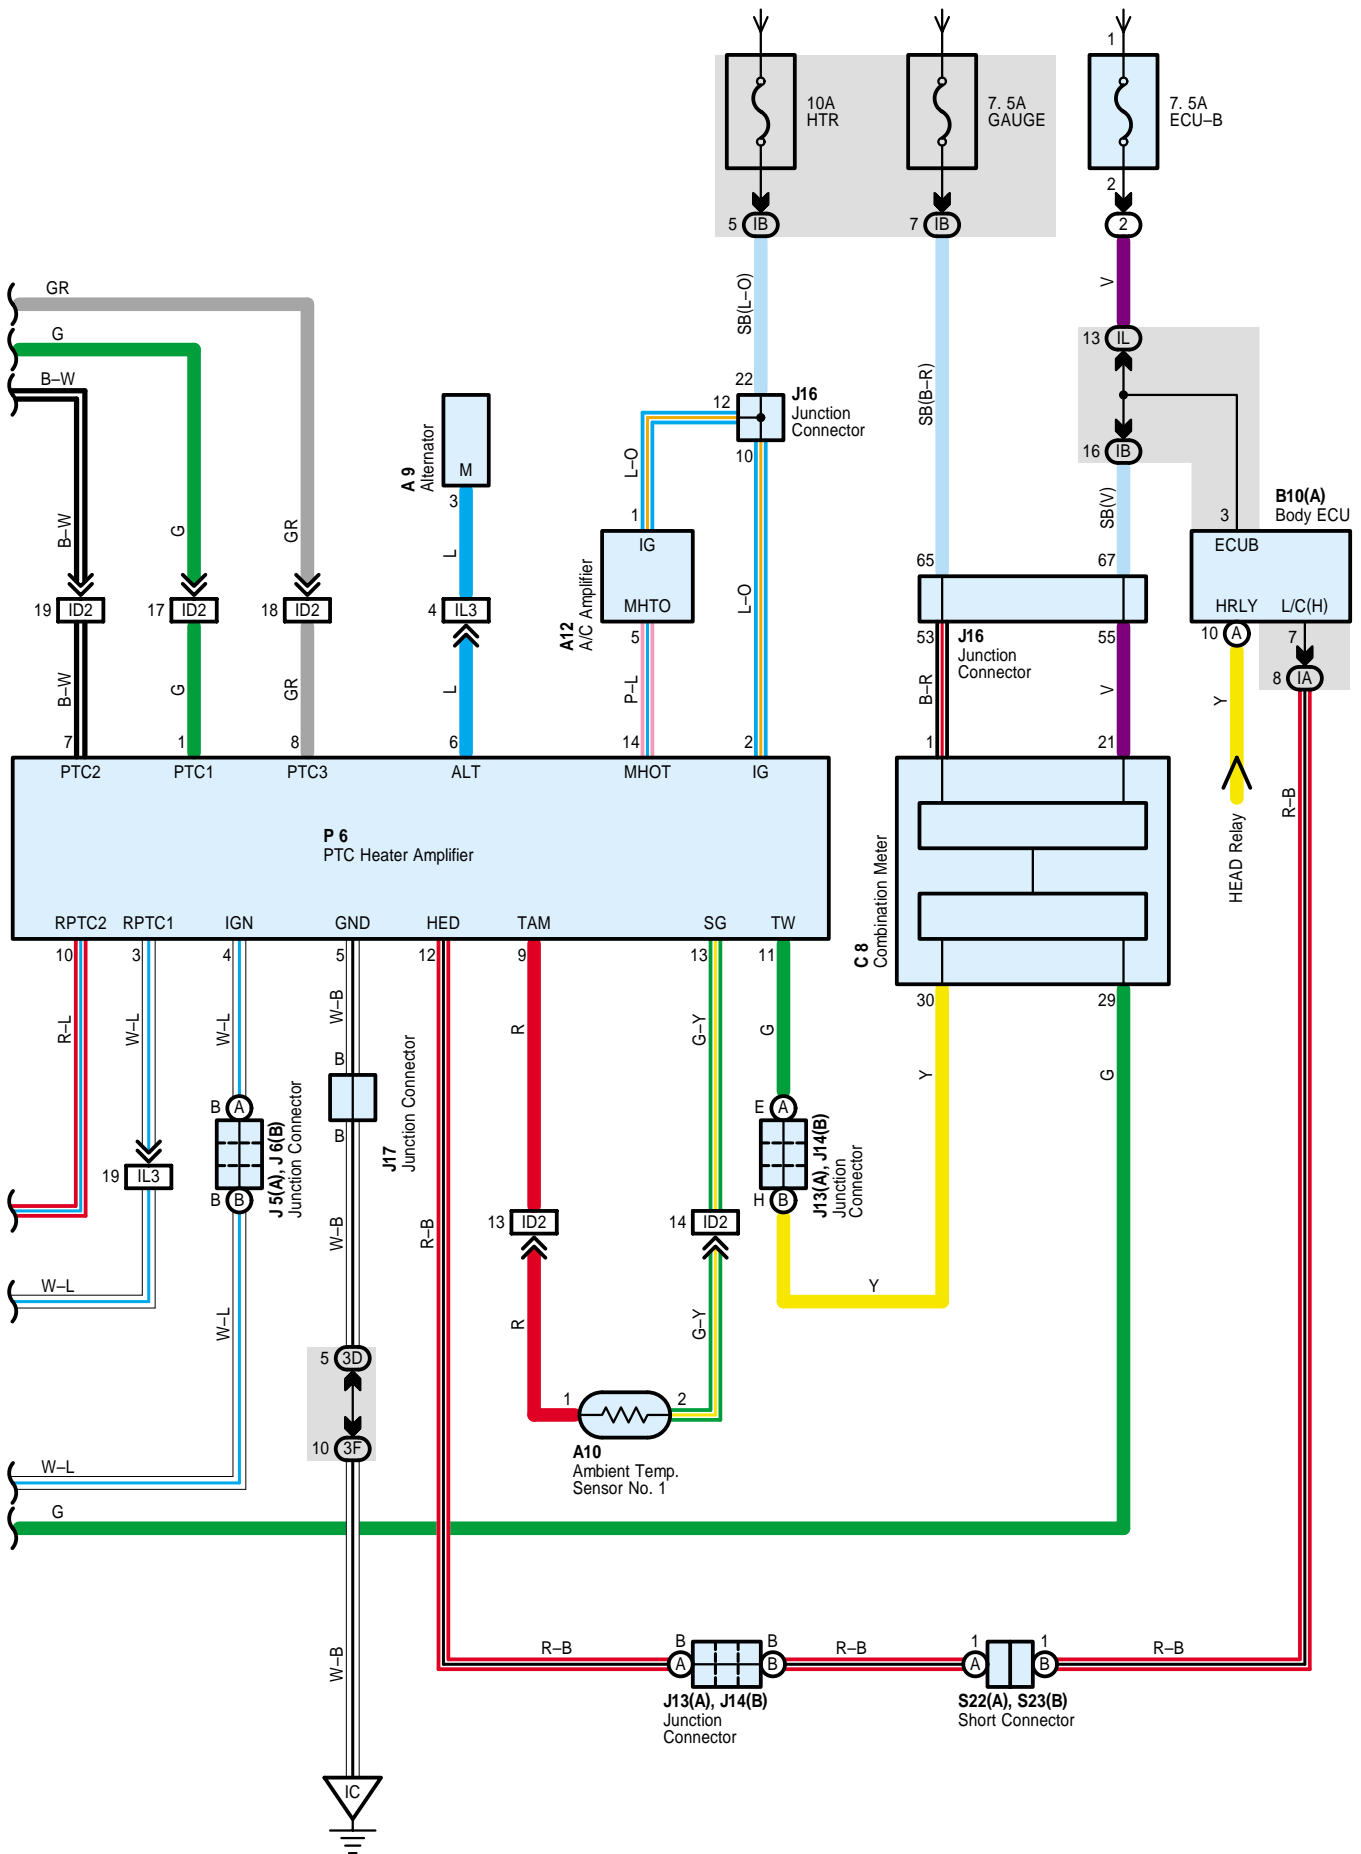 1
10A
HTR
7. 5A
GAUGE
7. 5A
ECU–B
2
5 IB
7 IB
2
SB(L–O)
V
GR
G
B–W
13 IL
SB(B–R)
22
12
J16
Junction
Connector
10
16 IB
A 9
Alternator
M
3
L–O
SB(V)
B10(A)
Body ECU
3
ECUB
B–W
G
GR
L
1
IG
A12
A/C Amplifier
MHTO
5
L–O
65
67
HRLY
L/C(H)
19 ID2
17 ID2
18 ID2
4 IL3
53
J16
Junction
Connector
55
10 A
7
8 IA
B–W
G
GR
L
P–L
B–R
V
Y
7
1
8
6
14
2
1
21
PTC2
PTC1
PTC3
ALT
MHOT
IG
P 6
PTC Heater Amplifier
C 8
Combination Meter
HEAD Relay
R–B
RPTC2
RPTC1
IGN
GND
HED
TAM
SG
TW
10
3
4
5
12
9
13
11
30
29
R–L
W–L
W–L
W–B
R
G–Y
G
Y
G
B
B
J17
Junction Connector
B A
J 5(A), J 6(B)
Junction Connector
B B
E A
J13(A), J14(B)
Junction
Connector
H B
19 IL3
W–B
R–B
13 ID2
14 ID2
W–L
W–L
Y
R
G–Y
5 3D
10 3F
1
2
A10
Ambient Temp.
Sensor No. 1
W–L
G
W–B
R–B
B
A
B
B
R–B
1
A
1
B
R–B
J13(A), J14(B)
Junction
Connector
S22(A), S23(B)
Short Connector
IC